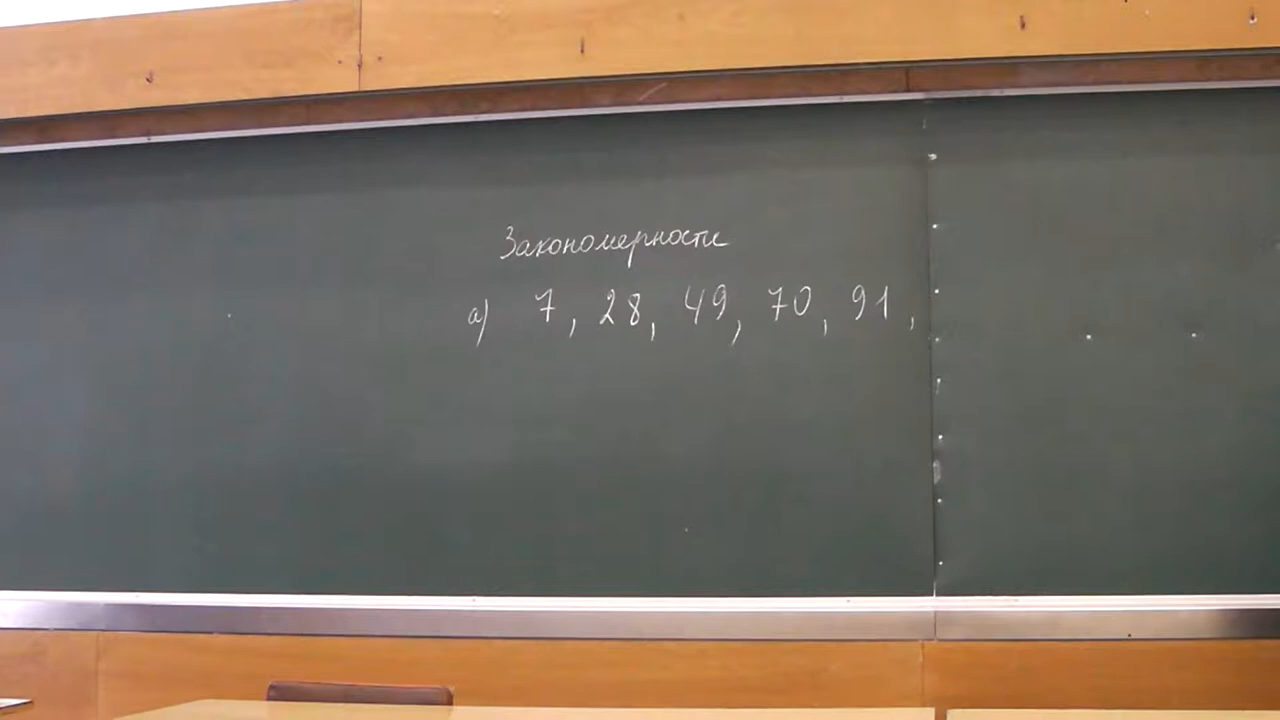 Закономерности
а) 7, 28, 49, 70, 91,